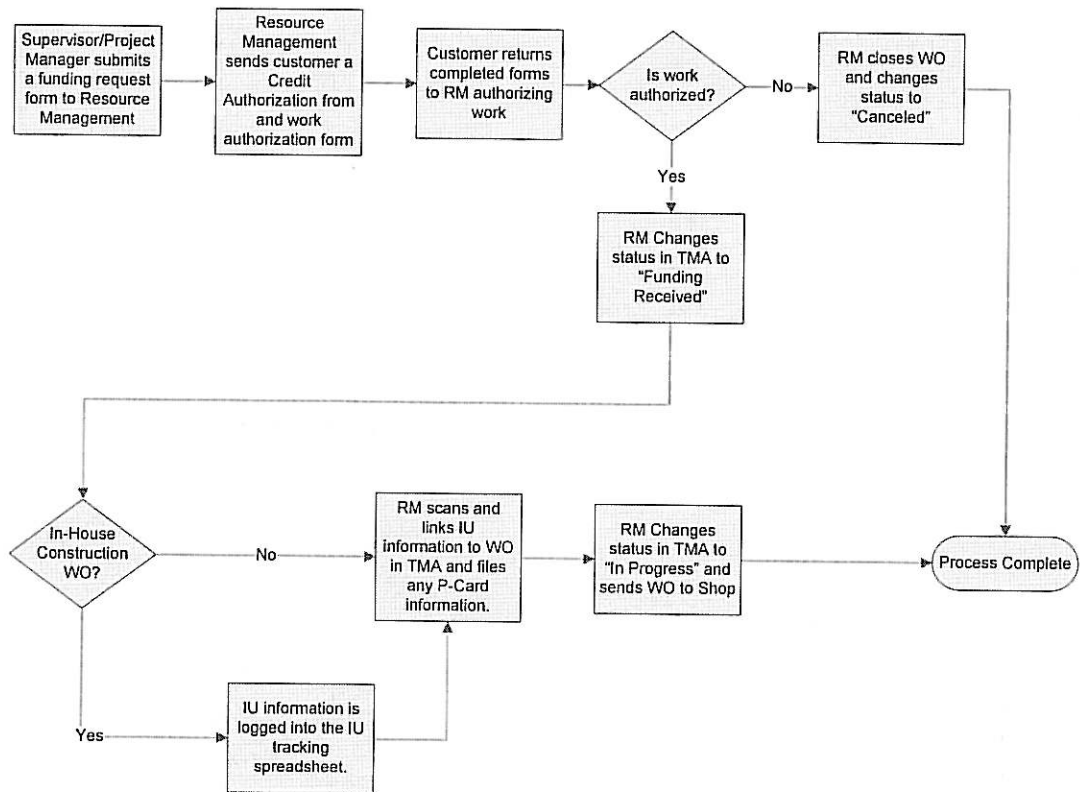 Supervisor/Project
Manager submits
a funding request
form to Resource
Management
Resource
Management
sends customer a
Credit
Authorization from
and work
authorization form
Customer returns
completed forms
to RM authorizing
work
Is work
authorized?
No
RM closes WO
and changes
status to
"Canceled"
Yes
RM Changes
status in TMA to
"Funding
Received"
In-House
Construction
WO?
No
RM scans and
links IU
information to WO
in TMA and files
any P-Card
information.
RM Changes
status in TMA to
"In Progress" and
sends WO to Shop
Process Complete
Yes
IU information is
logged into the IU
tracking
spreadsheet.